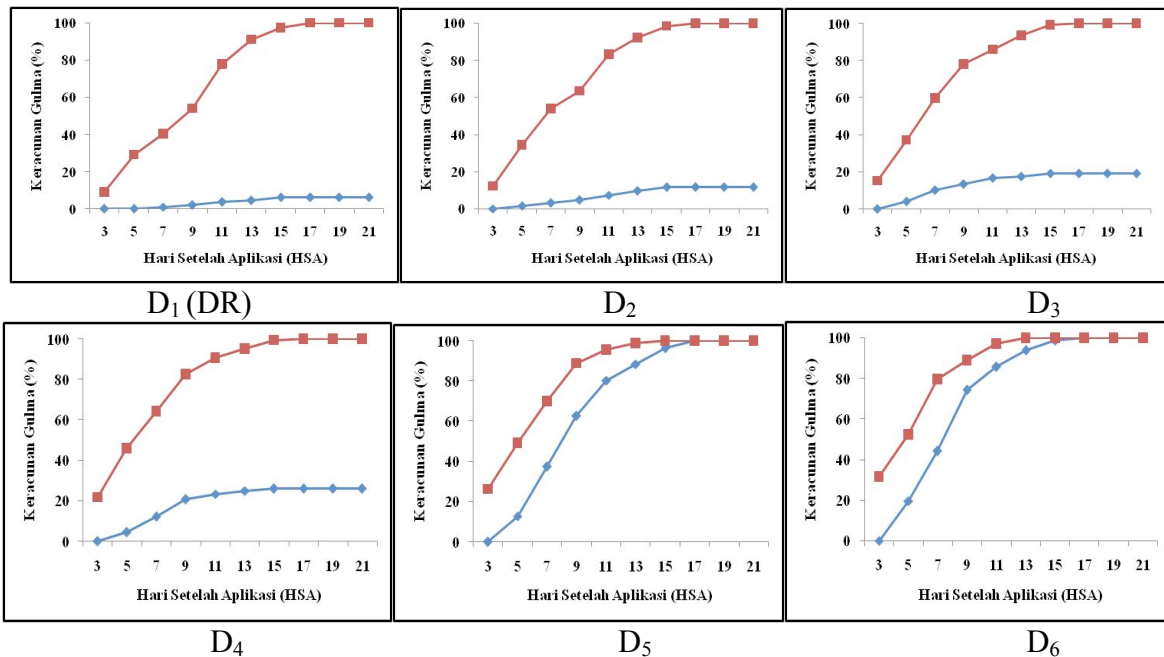 Keracunan Gulma (%)
100
80
60
40
20
0
3 5 7 9 11 13 15 17 19 21
Hari Setelah Aplikasi (HSA)
D₁ (DR)
Keracunan Gulma (%)
100
80
60
40
20
0
3 5 7 9 11 13 15 17 19 21
Hari Setelah Aplikasi (HSA)
D₂
Keracunan Gulma (%)
100
80
60
40
20
0
3 5 7 9 11 13 15 17 19 21
Hari Setelah Aplikasi (HSA)
D₃
Keracunan Gulma (%)
100
80
60
40
20
0
3 5 7 9 11 13 15 17 19 21
Hari Setelah Aplikasi (HSA)
D₄
Keracunan Gulma (%)
100
80
60
40
20
0
3 5 7 9 11 13 15 17 19 21
Hari Setelah Aplikasi (HSA)
D₅
Keracunan Gulma (%)
100
80
60
40
20
0
3 5 7 9 11 13 15 17 19 21
Hari Setelah Aplikasi (HSA)
D₆